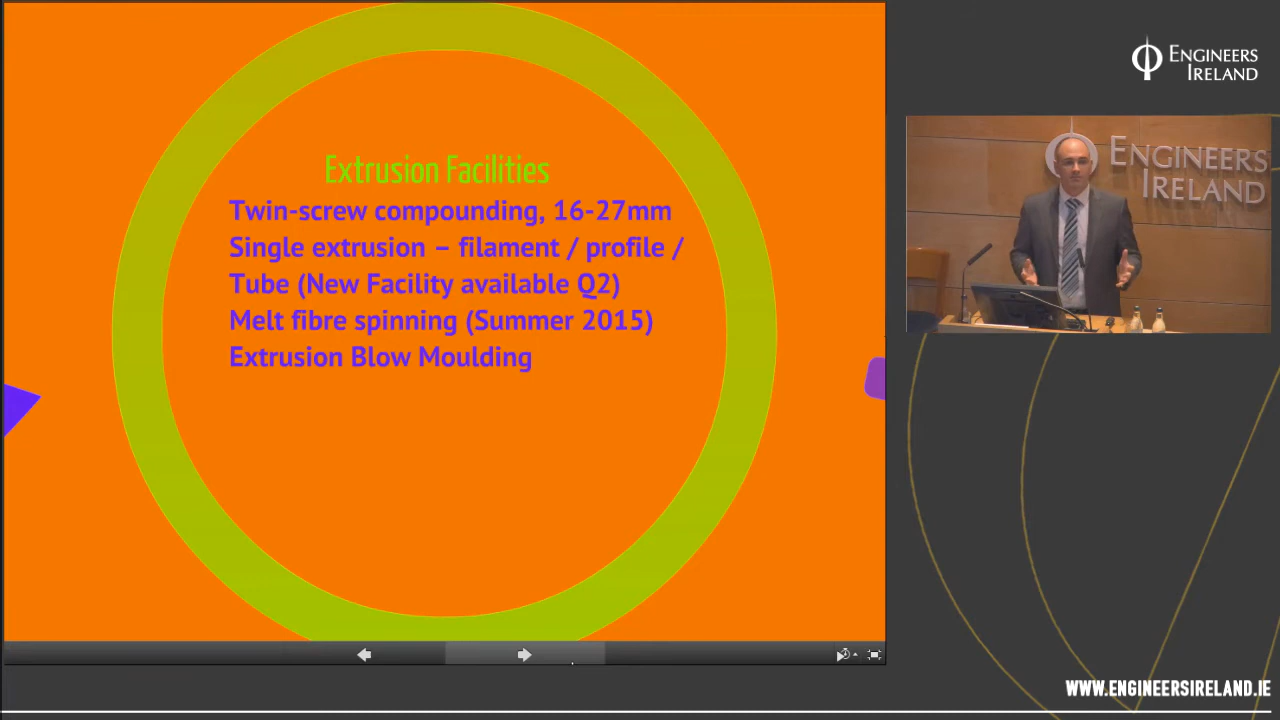 Extrusion Facilities
Twin-screw compounding, 16-27mm
Single extrusion – filament / profile /
Tube (New Facility available Q2)
Melt fibre spinning (Summer 2015)
Extrusion Blow Moulding
ENGINEERS
IRELAND
ENGINEERS
IRELAND
WWW.ENGINEERSIRELAND.IE